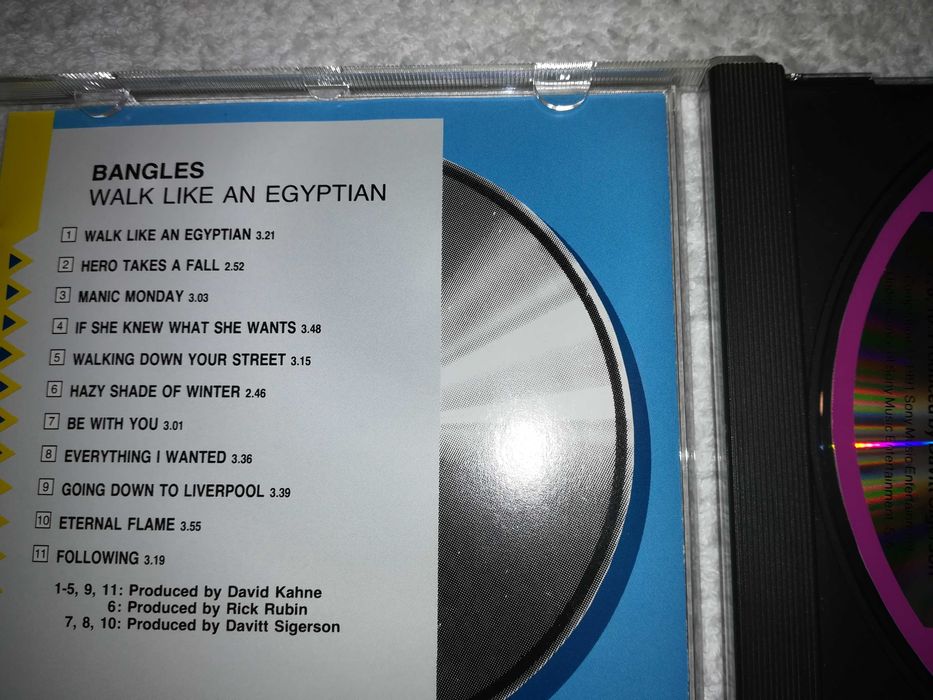 BANGLES
WALK LIKE AN EGYPTIAN
1 WALK LIKE AN EGYPTIAN 3.21
2 HERO TAKES A FALL 2.52
3 MANIC MONDAY 3.03
4 IF SHE KNEW WHAT SHE WANTS 3.48
5 WALKING DOWN YOUR STREET 3.15
6 HAZY SHADE OF WINTER 2.46
7 BE WITH YOU 3.01
8 EVERYTHING I WANTED 3.36
9 GOING DOWN TO LIVERPOOL 3.39
10 ETERNAL FLAME 3.55
11 FOLLOWING 3.19
1-5, 9, 11: Produced by David Kahne
6: Produced by Rick Rubin
7, 8, 10: Produced by Davitt Sigerson
Sony Music Entertainment